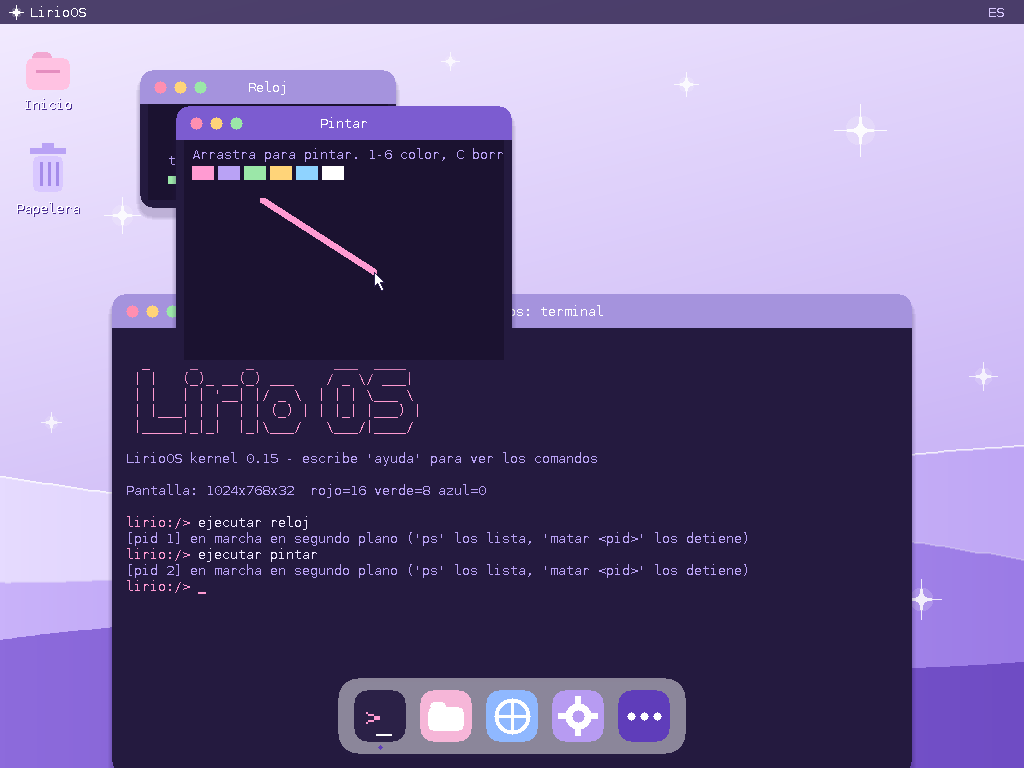 LirioOS
ES
Inicio
Papelera
Reloj
t
Pintar
Arrastra para pintar. 1-6 color, C borr
os: terminal
Lirio OS
LirioOS kernel 0.15 - escribe 'ayuda' para ver los comandos
Pantalla: 1024x768x32  rojo=16 verde=8 azul=0
lirio:/> ejecutar reloj
[pid 1] en marcha en segundo plano ('ps' los lista, 'matar <pid>' los detiene)
lirio:/> ejecutar pintar
[pid 2] en marcha en segundo plano ('ps' los lista, 'matar <pid>' los detiene)
lirio:/> _
>_